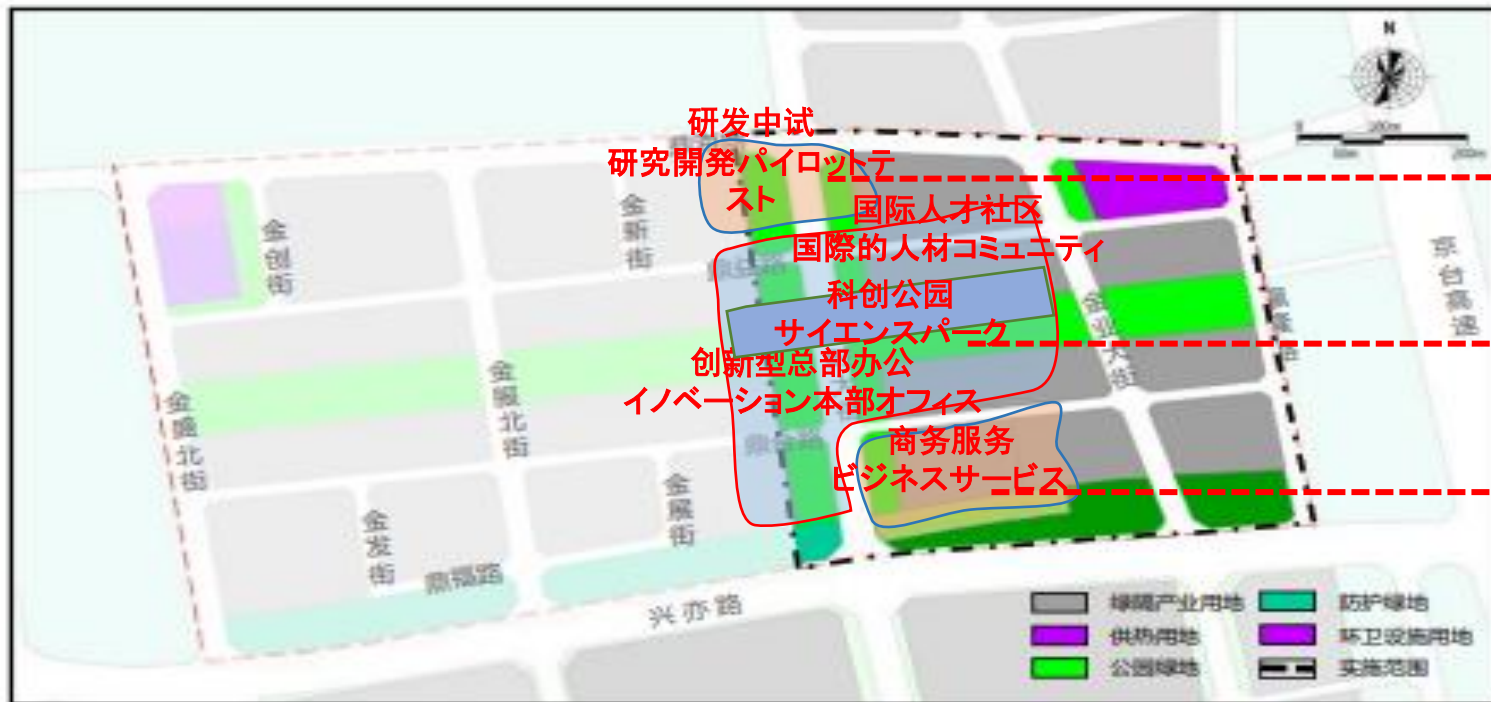 N
研发中试
研究開発パイロットテ
スト
国际人才社区
国際的人材コミュニティ
科创公园
サイエンスパーク
创新型总部办公
イノベーション本部オフィス
商务服务
ビジネスサービス
金创街
金新街
金盛北街
金服北街
金业大街
京台高速
金发街
金展街
鼎福路
兴亦路
绿隔产业用地
防护绿地
供热用地
环卫设施用地
公园绿地
实施范围